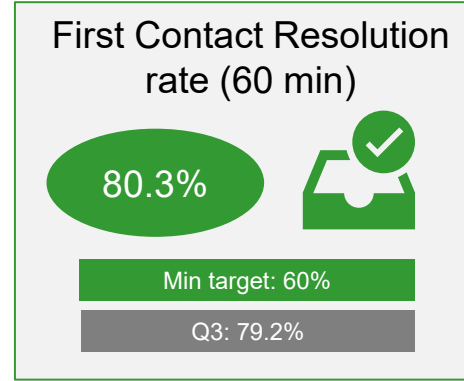 First Contact Resolution
rate (60 min)
80.3%
Min target: 60%
Q3: 79.2%